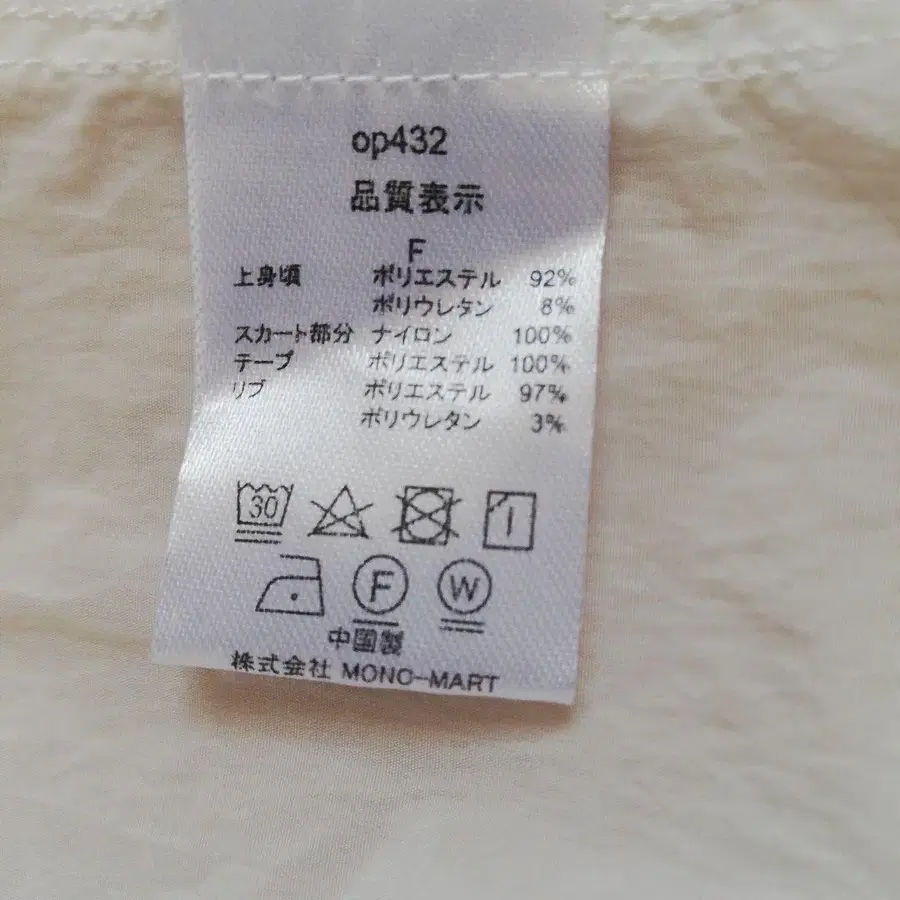 op432
品質表示
F
上身頃 ポリエステル 92%
ポリウレタン 8%
スカート部分 ナイロン 100%
テープ ポリエステル 100%
リブ ポリエステル 97%
ポリウレタン 3%
30
F W
中国製
株式会社 MONO-MART